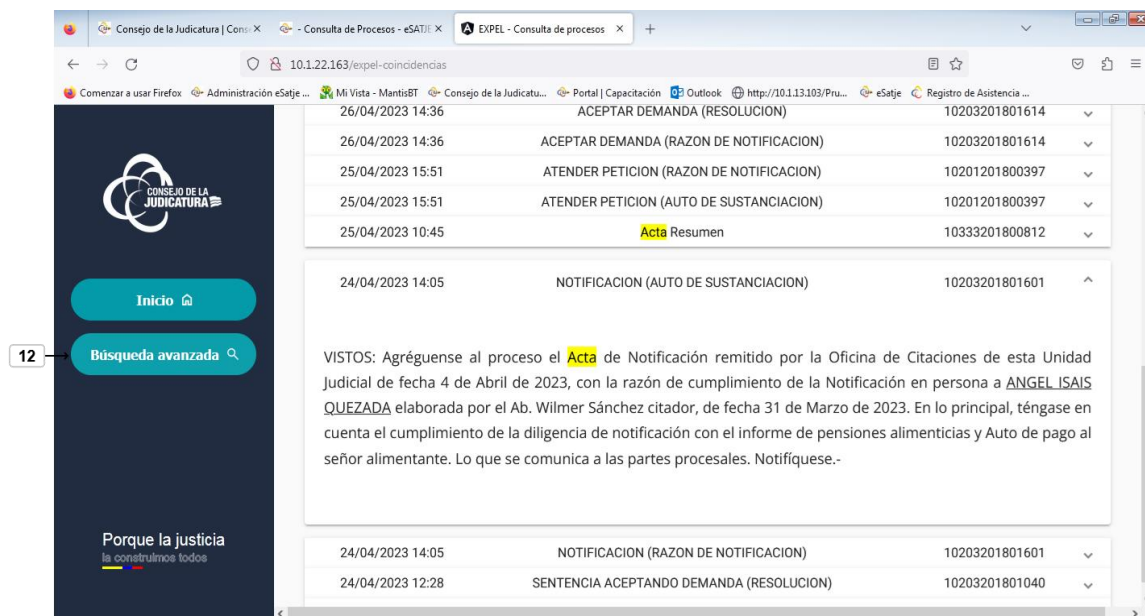 Consejo de la Judicatura | Cons
- Consulta de Procesos - eSATJE
EXPEL - Consulta de procesos
10.1.22.163/expel-coincidencias
Comenzar a usar Firefox
Administración eSatje ...
Mi Vista - MantisBT
Consejo de la Judicatu...
Portal | Capacitación
Outlook
http://10.1.13.103/Pru...
eSatje
Registro de Asistencia ...
CONSEJO DE LA
JUDICATURA
Inicio
12
Búsqueda avanzada
Porque la justicia
la construimos todos
26/04/2023 14:36 ACEPTAR DEMANDA (RESOLUCION) 10203201801614
26/04/2023 14:36 ACEPTAR DEMANDA (RAZON DE NOTIFICACION) 10203201801614
25/04/2023 15:51 ATENDER PETICION (RAZON DE NOTIFICACION) 10201201800397
25/04/2023 15:51 ATENDER PETICION (AUTO DE SUSTANCIACION) 10201201800397
25/04/2023 10:45 Acta Resumen 10333201800812
24/04/2023 14:05 NOTIFICACION (AUTO DE SUSTANCIACION) 10203201801601
VISTOS: Agréguense al proceso el Acta de Notificación remitido por la Oficina de Citaciones de esta Unidad
Judicial de fecha 4 de Abril de 2023, con la razón de cumplimiento de la Notificación en persona a ANGEL ISAIS
QUEZADA elaborada por el Ab. Wilmer Sánchez citador, de fecha 31 de Marzo de 2023. En lo principal, téngase en
cuenta el cumplimiento de la diligencia de notificación con el informe de pensiones alimenticias y Auto de pago al
señor alimentante. Lo que se comunica a las partes procesales. Notifíquese.-
24/04/2023 14:05 NOTIFICACION (RAZON DE NOTIFICACION) 10203201801601
24/04/2023 12:28 SENTENCIA ACEPTANDO DEMANDA (RESOLUCION) 10203201801040